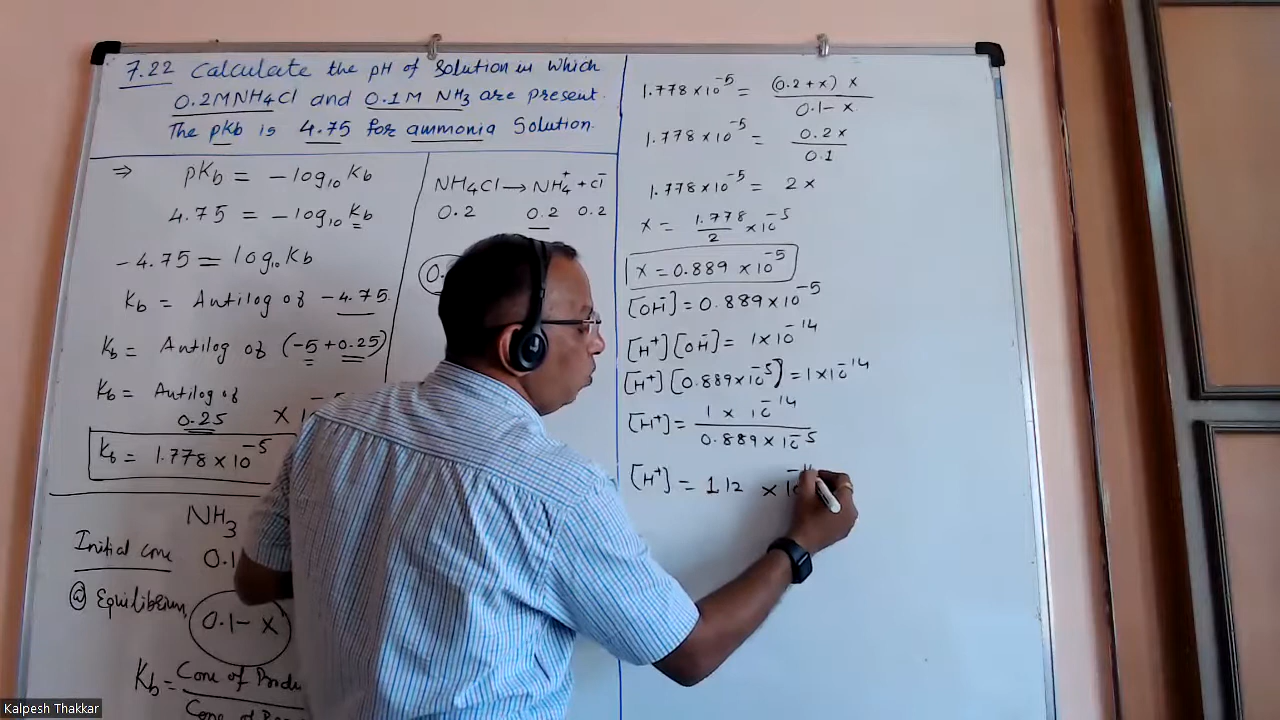 7.22 Calculate the pH of Solution in which
0.2MNH4Cl and 0.1M NH3 are present.
The pKb is 4.75 for ammonia Solution.
⇒ pKb = -log10 Kb
4.75 = -log10 Kb
-4.75 = log10 Kb
Kb = Antilog of -4.75.
Kb = Antilog of (-5 + 0.25)
Kb = Antilog of
0.25
Kb = 1.778 × 10^-5
NH4Cl → NH4+ + Cl-
0.2 0.2 0.2
NH3
Initial conc
@ Equilibrium,
0.1 - x
Kb =
1.778 × 10^-5 = (0.2 + x) x
0.1 - x
1.778 × 10^-5 = 0.2 x
0.1
1.778 × 10^-5 = 2 x
x = 1.778 × 10^-5
2
x = 0.889 × 10^-5
[OH-] = 0.889 × 10^-5
[H+] [OH-] = 1 × 10^-14
[H+] [0.889 × 10^-5] = 1 × 10^-14
[H+] = 1 × 10^-14
0.889 × 10^-5
[H+] = 1.12
Kalpesh Thakkar